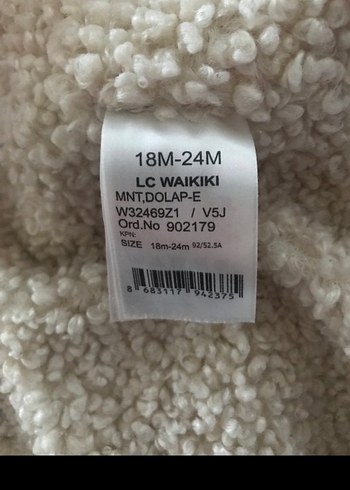 18M-24M
LC WAIKIKI
MNT,DOLAP-E
W32469Z1 / V5J
Ord.No 902179
KPN:
SIZE 18m-24m 92/52.5A
8 683117 942375